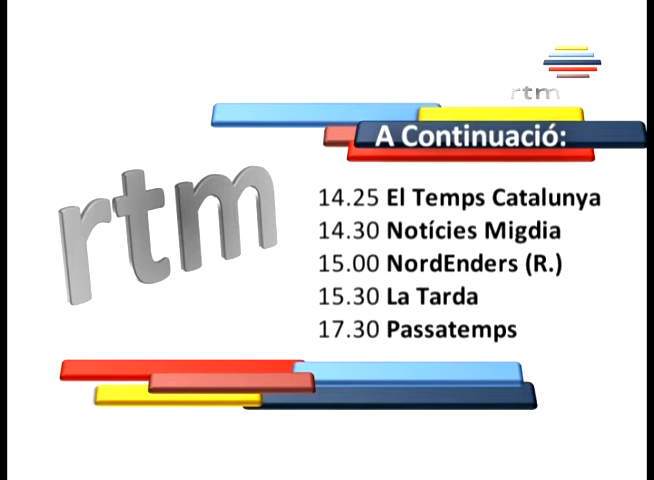 rtm
A Continuació:
rtm
14.25 El Temps Catalunya
14.30 Notícies Migdia
15.00 NordEnders (R.)
15.30 La Tarda
17.30 Passatemps